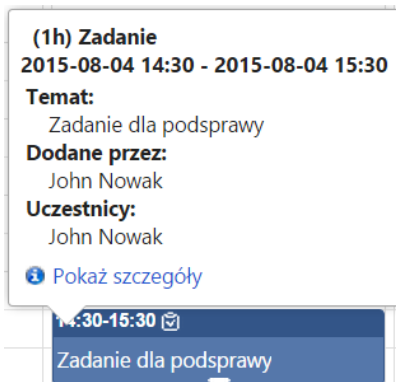 (1h) Zadanie
2015-08-04 14:30 - 2015-08-04 15:30
Temat:
Zadanie dla podsprawy
Dodane przez:
John Nowak
Uczestnicy:
John Nowak
Pokaż szczegóły
14:30-15:30
Zadanie dla podsprawy